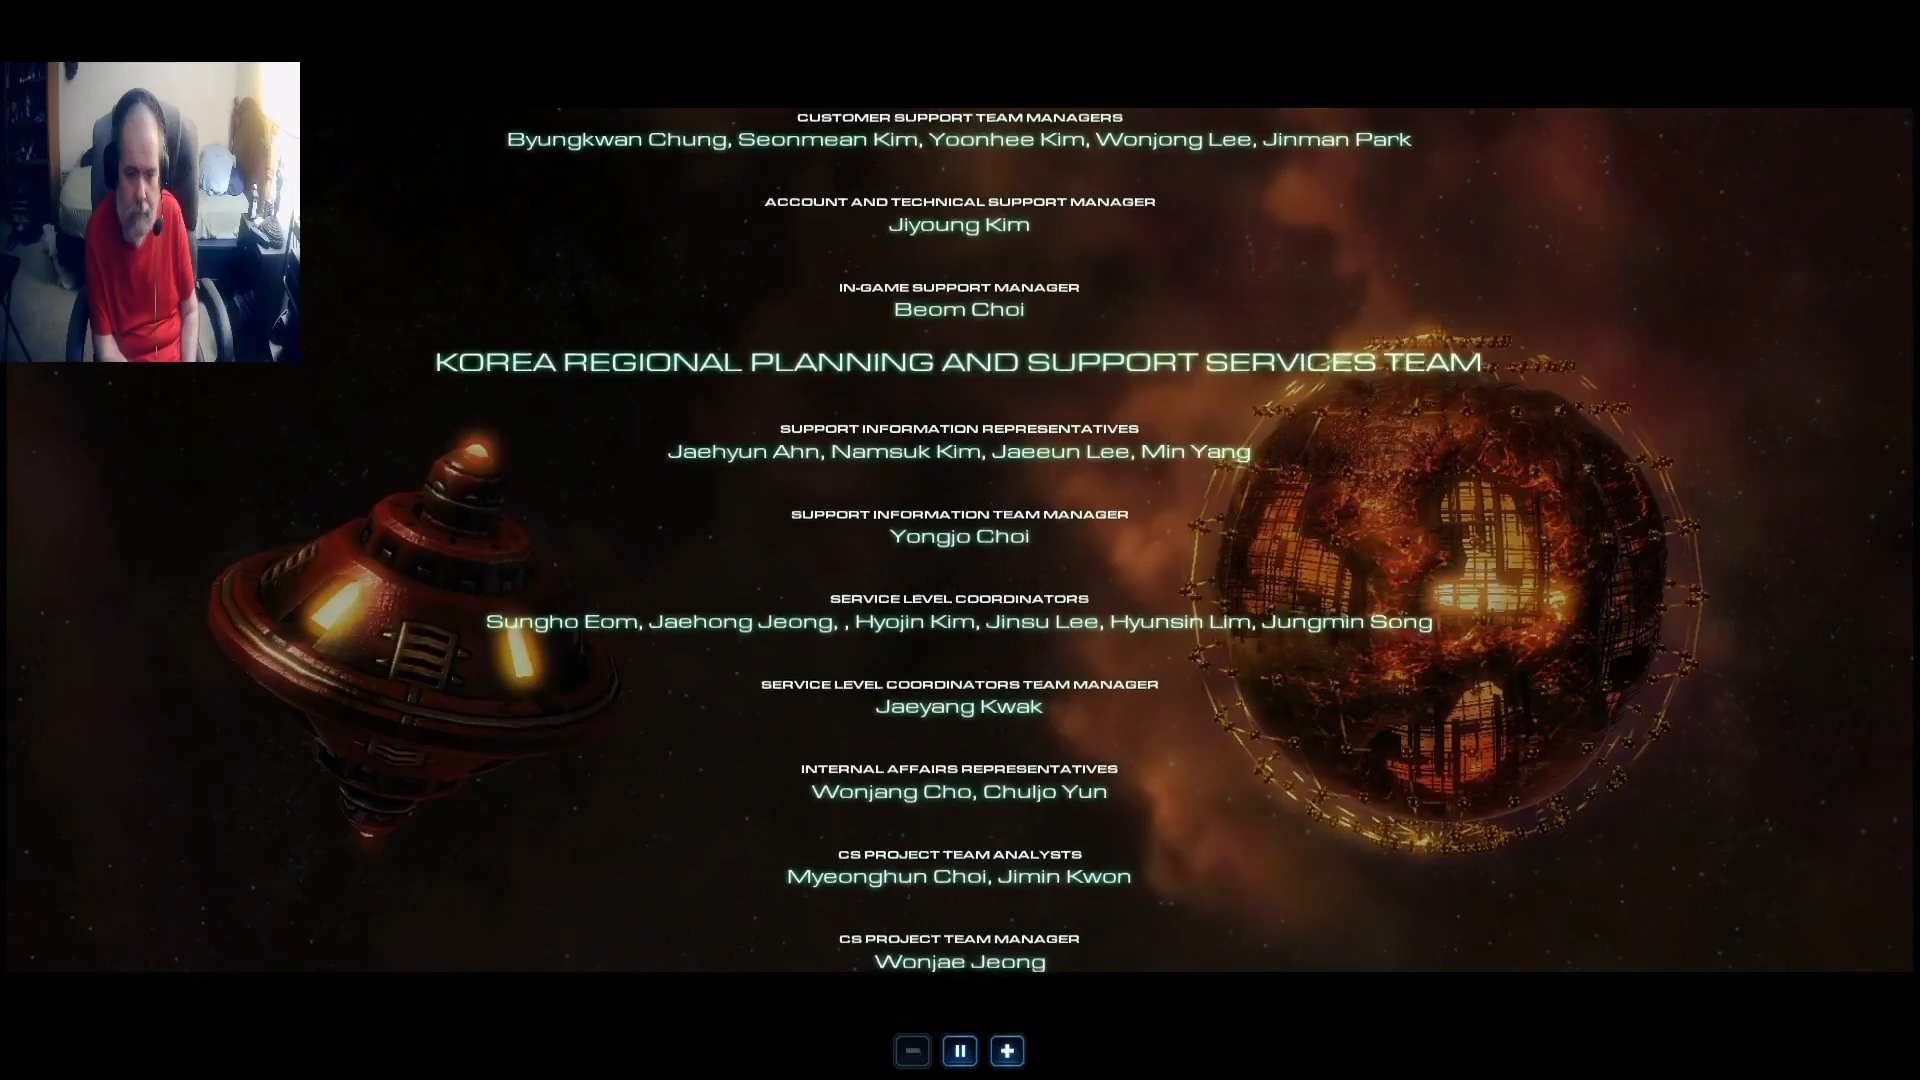 CUSTOMER SUPPORT TEAM MANAGERS
Byungkwan Chung, Seonmean Kim, Yoonhee Kim, Wonjong Lee, Jinman Park
ACCOUNT AND TECHNICAL SUPPORT MANAGER
Jiyoung Kim
IN-GAME SUPPORT MANAGER
Beom Choi
KOREA REGIONAL PLANNING AND SUPPORT SERVICES TEAM
SUPPORT INFORMATION REPRESENTATIVES
Jaehyun Ahn, Namsuk Kim, Jaeeun Lee, Min Yang
SUPPORT INFORMATION TEAM MANAGER
Yongjo Choi
SERVICE LEVEL COORDINATORS
Sungho Eom, Jaehong Jeong, , Hyojin Kim, Jinsu Lee, Hyunsin Lim, Jungmin Song
SERVICE LEVEL COORDINATORS TEAM MANAGER
Jaeyang Kwak
INTERNAL AFFAIRS REPRESENTATIVES
Wonjang Cho, Chuljo Yun
CS PROJECT TEAM ANALYSTS
Myeonghun Choi, Jimin Kwon
CS PROJECT TEAM MANAGER
Wonjae Jeong